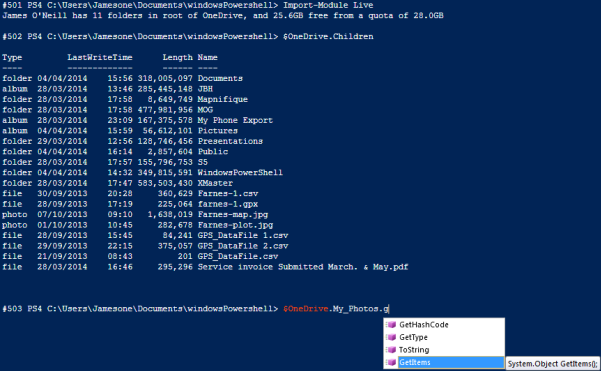 #501 PS4 C:\Users\Jamesone\Documents\windowsPowershell> Import-Module Live
James O'Neill has 11 folders in root of OneDrive, and 25.6GB free from a quota of 28.0GB
#502 PS4 C:\Users\Jamesone\Documents\windowsPowershell> $OneDrive.Children
Type LastWriteTime Length Name
---- ------------- ------ ----
folder 04/04/2014 15:56 318,005,097 Documents
album 28/03/2014 13:46 285,445,148 JBH
folder 28/03/2014 17:58 8,649,749 Mapnifique
folder 28/03/2014 17:58 477,981,956 MOG
album 28/03/2014 23:09 167,375,578 My Phone Export
album 04/04/2014 15:59 56,612,101 Pictures
folder 29/03/2014 12:56 128,746,456 Presentations
folder 04/04/2014 16:14 2,857,604 Public
folder 28/03/2014 17:57 155,796,753 S5
folder 04/04/2014 14:32 349,815,591 WindowsPowerShell
folder 28/03/2014 17:47 583,503,430 XMaster
file 30/09/2013 20:28 360,629 Farnes-1.csv
file 28/09/2013 17:19 225,064 farnes-1.gpx
photo 07/10/2013 09:10 1,638,019 Farnes-map.jpg
photo 01/10/2013 10:45 282,678 Farnes-plot.jpg
file 28/09/2013 15:45 84,241 GPS_DataFile 1.csv
file 29/09/2013 22:15 375,057 GPS_DataFile 2.csv
file 21/09/2013 08:43 201 GPS_DataFile.csv
file 28/03/2014 16:46 295,296 Service invoice Submitted March. & May.pdf
#503 PS4 C:\Users\Jamesone\Documents\windowsPowershell> $OneDrive.My_Photos.g
GetHashCode
GetType
ToString
GetItems
System.Object GetItems();